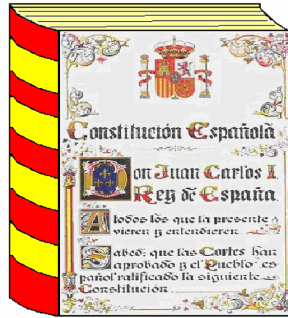 Constitución Española
Don Juan Carlos I
Rey de España.
A todos los que la presente
vieren y entendieren.
Sabed: que las Cortes han
aprobado y el Pueblo es-
pañol ratificado la siguiente
Constitución